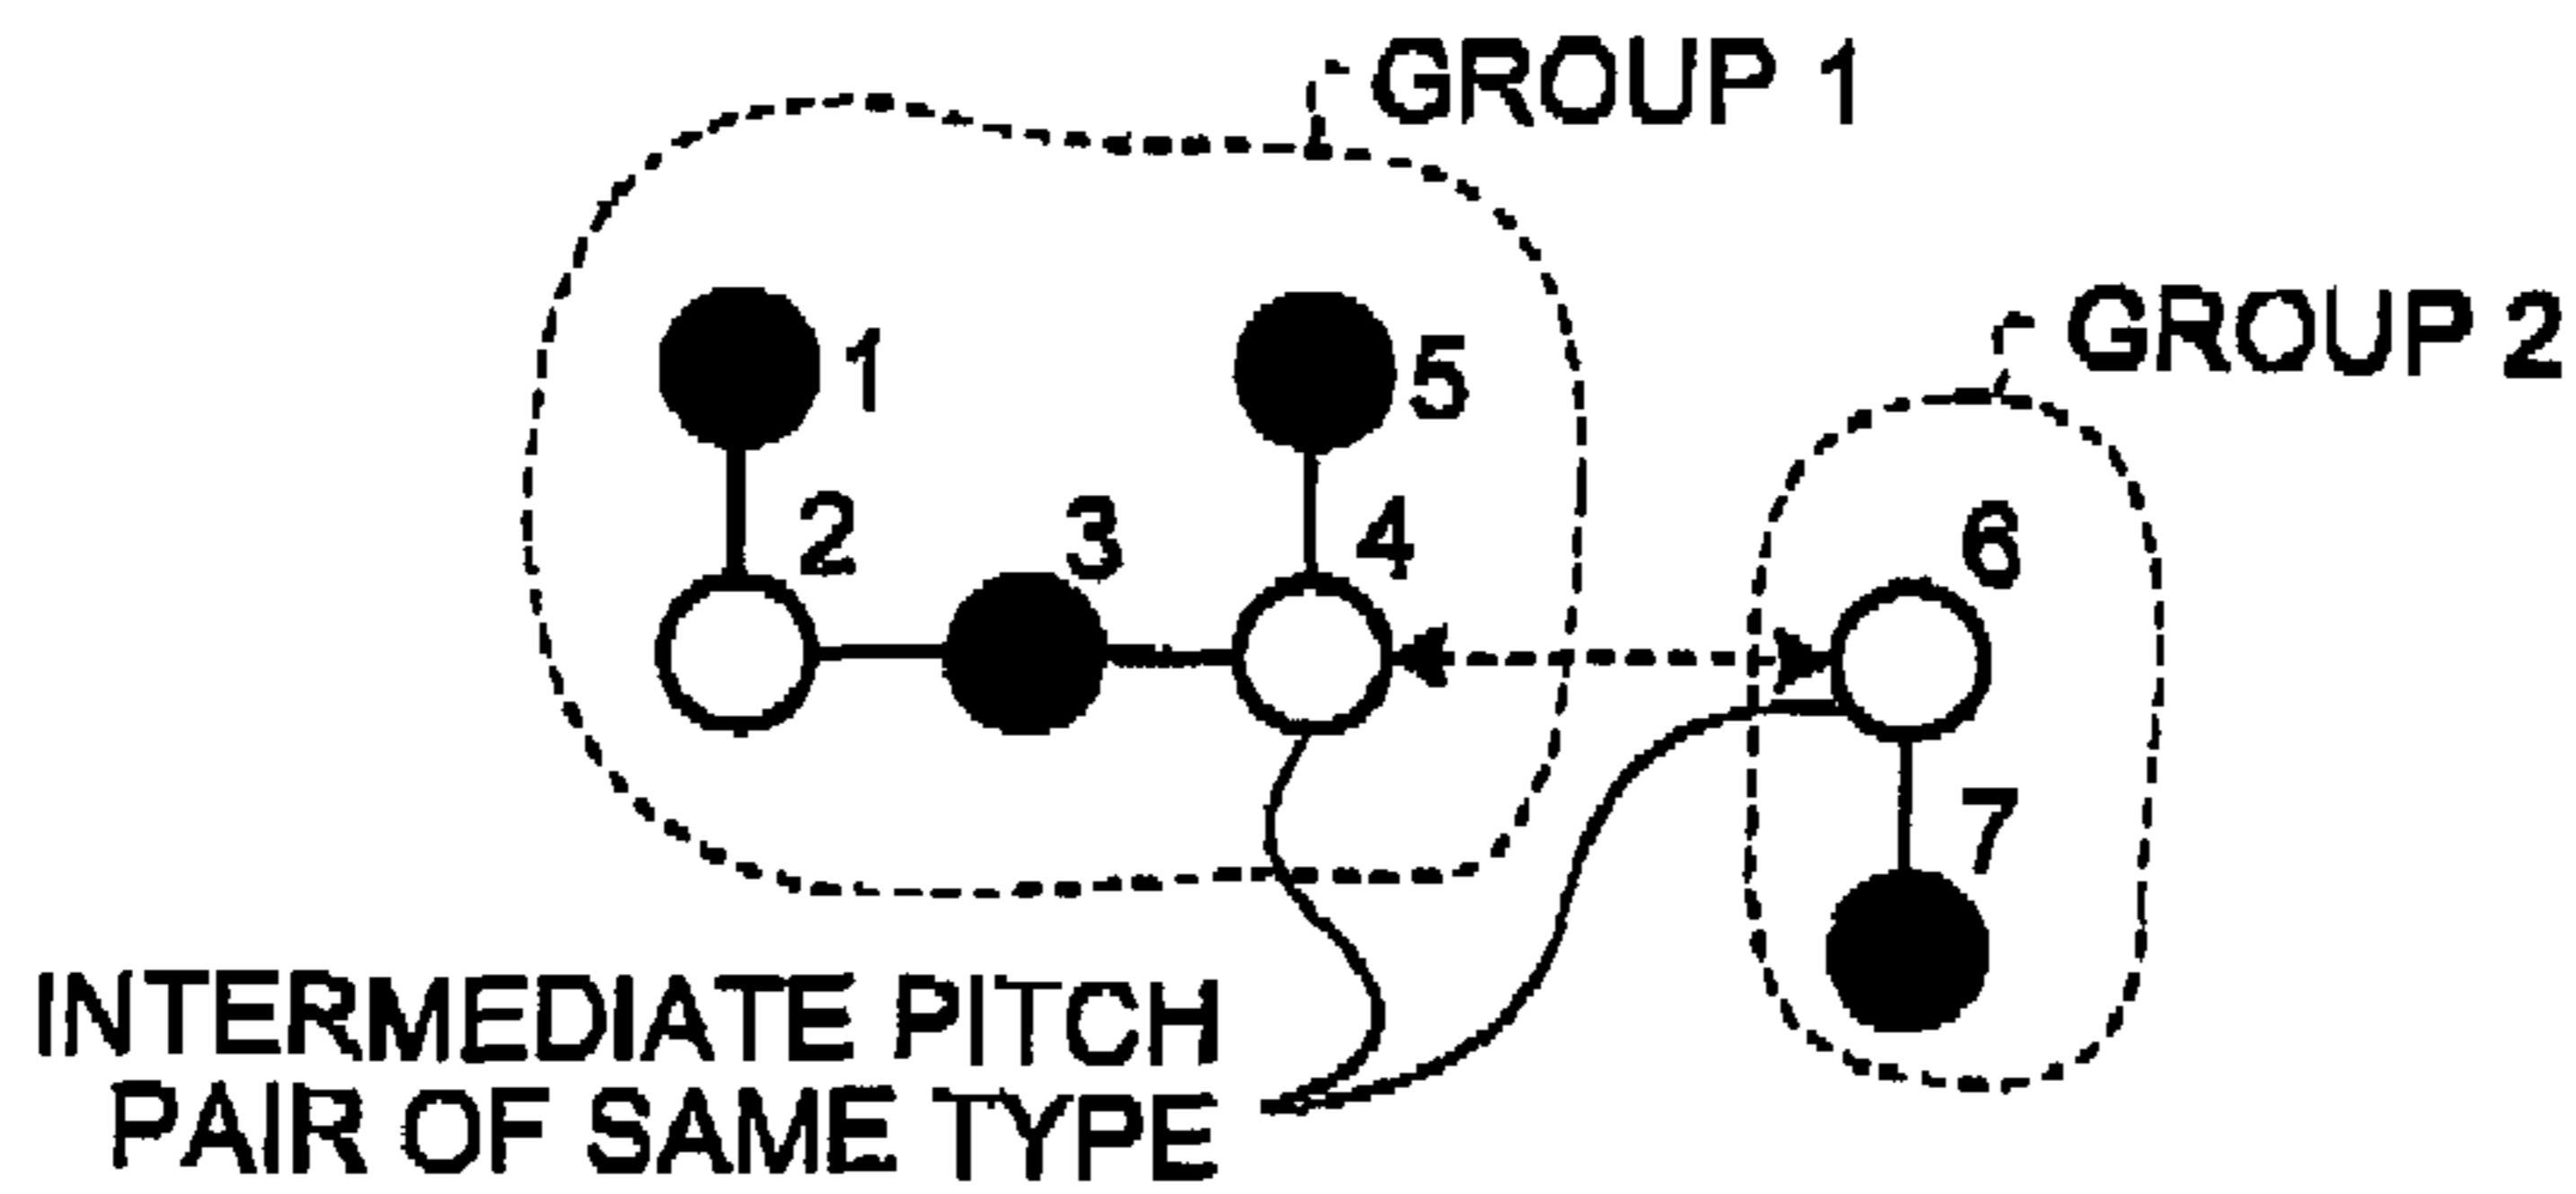 GROUP 1
GROUP 2
1
5
2
3
4
6
7
INTERMEDIATE PITCH
PAIR OF SAME TYPE